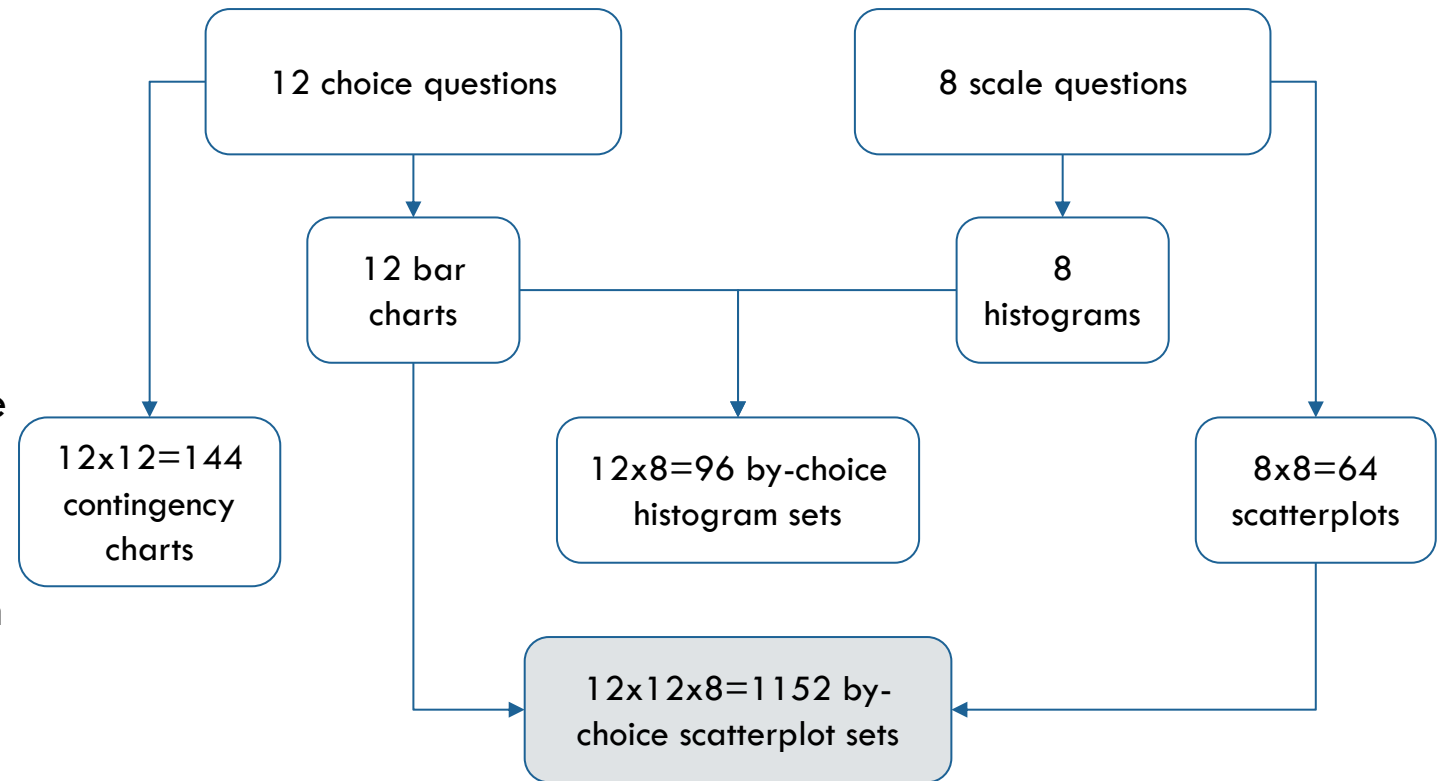 12 choice questions
8 scale questions
12 bar
charts
8
histograms
e
12x12=144
contingency
charts
12x8=96 by-choice
histogram sets
8x8=64
scatterplots
12x12x8=1152 by-
choice scatterplot sets